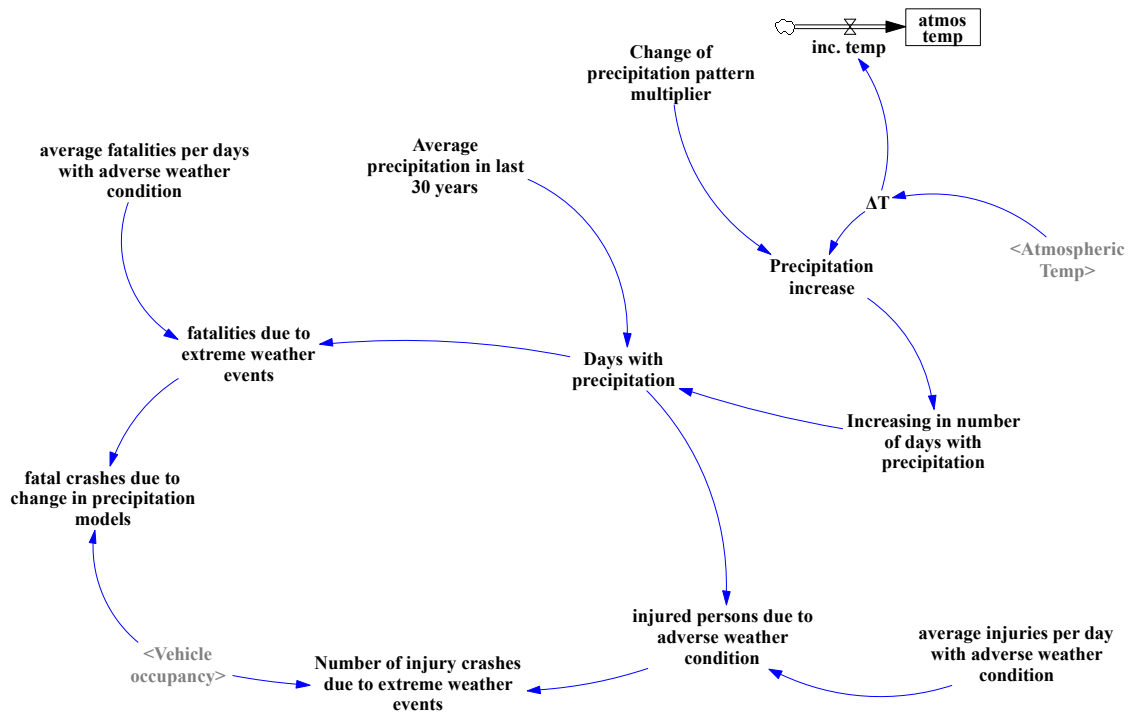 atmos
temp
inc. temp
Change of
precipitation pattern
multiplier
average fatalities per days
with adverse weather
condition
Average
precipitation in last
30 years
ΔT
<Atmospheric
Temp>
Precipitation
increase
fatalities due to
extreme weather
events
Days with
precipitation
Increasing in number
of days with
precipitation
fatal crashes due to
change in precipitation
models
injured persons due to
adverse weather
condition
average injuries per day
with adverse weather
condition
<Vehicle
occupancy>
Number of injury crashes
due to extreme weather
events